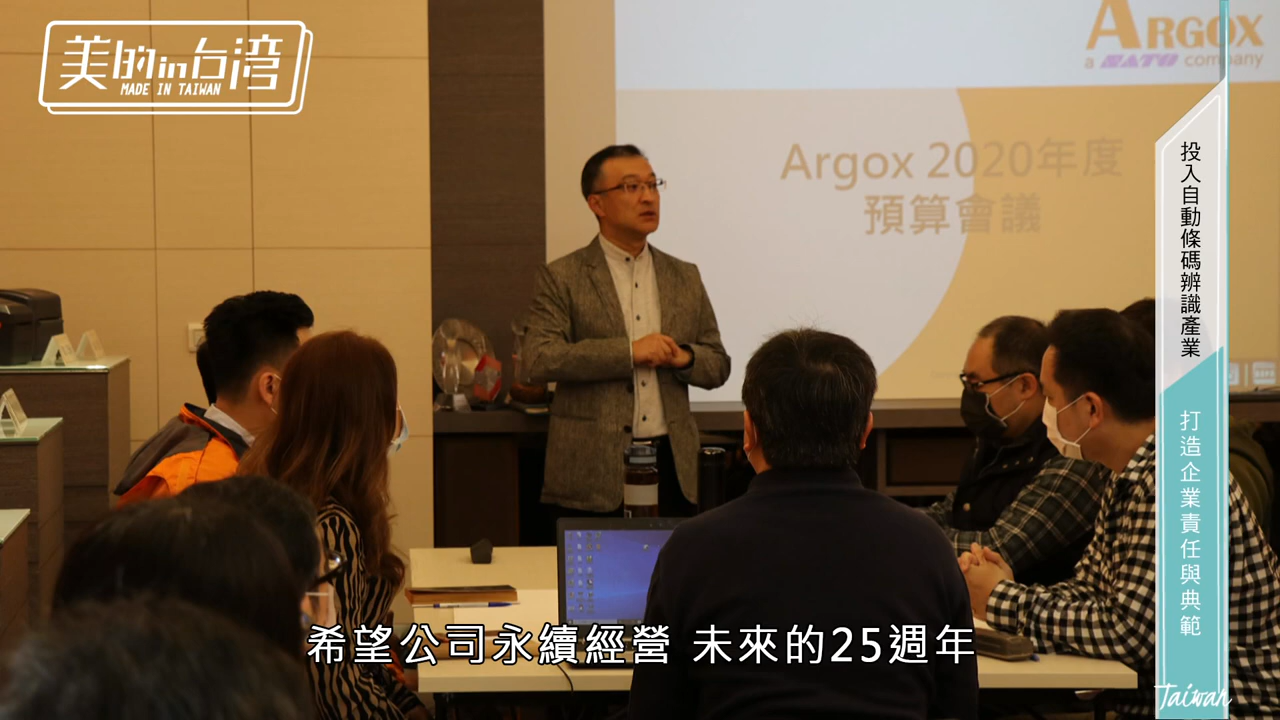 美的in台湾
MADE IN TAIWAN
ARGOX
a SATO company
Argox 2020年度
預算會議
投入自動條碼辨識產業
打造企業責任與典範
希望公司永續經營 未來的25週年
Taiwan